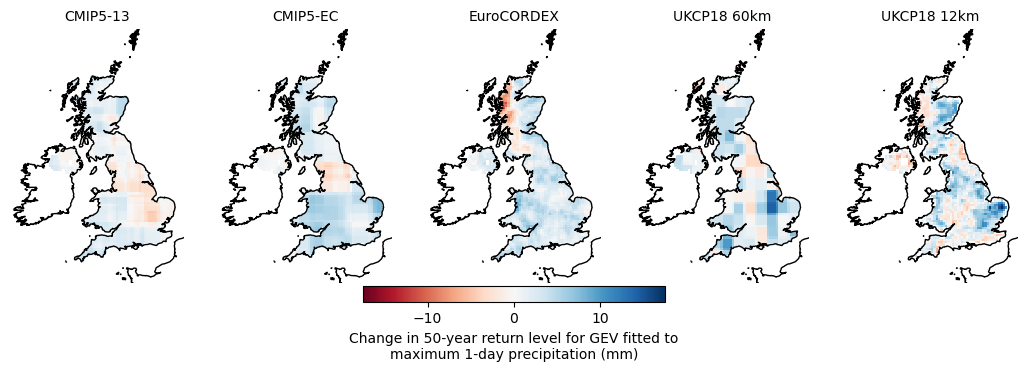 CMIP5-13 CMIP5-EC EuroCORDEX UKCP18 60km UKCP18 12km
−10 0 10
Change in 50-year return level for GEV fitted to
maximum 1-day precipitation (mm)